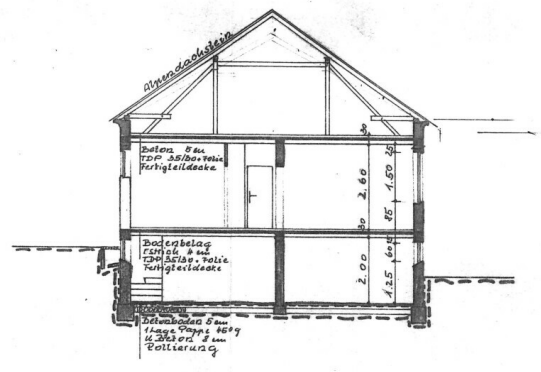 Alpendachstein
30
Beton 5 cm
TDP 35/30 + Folie
Fertigteildecke
25
1.50
2.60
85
30
Bodenbelag
Estrich 4 cm
TDP 35/30 + Folie
Fertigteildecke
15
60
2.00
1.25
Betonboden 5 cm
1 Lage Pappe 450 g
U. Beton 8 cm
Rollierung